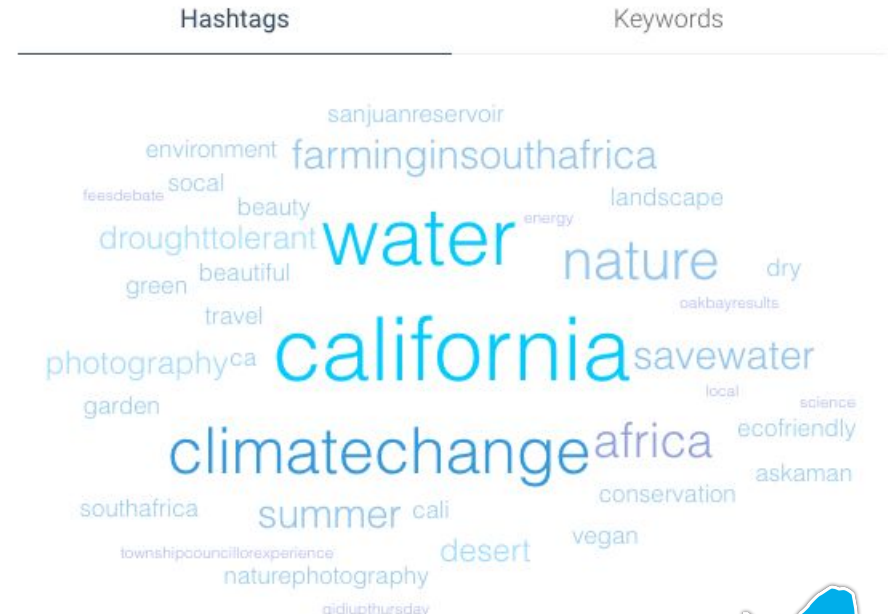 Hashtags
Keywords
sanjuanreservoir
environment
farminginsouthafrica
socal
feesdebate
landscape
beauty
energy
droughttolerant
water
nature
dry
beautiful
green
oakbayresults
travel
california
savewater
photography
ca
local
science
garden
climatechange
africa
ecofriendly
askaman
conservation
southafrica
summer
cali
vegan
desert
townshipcouncillorexperience
naturephotography